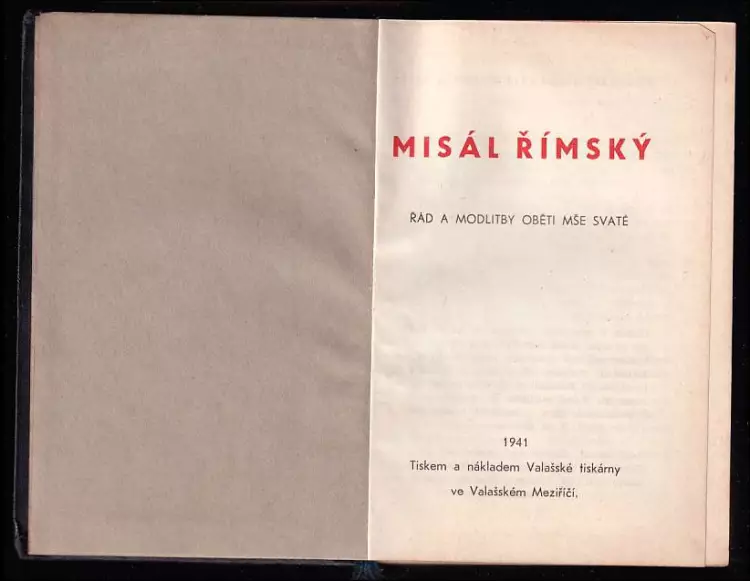 MISÁL ŘÍMSKÝ
ŘÁD A MODLITBY OBĚTI MŠE SVATÉ
1941
Tiskem a nákladem Valašské tiskárny
ve Valašském Meziříčí.